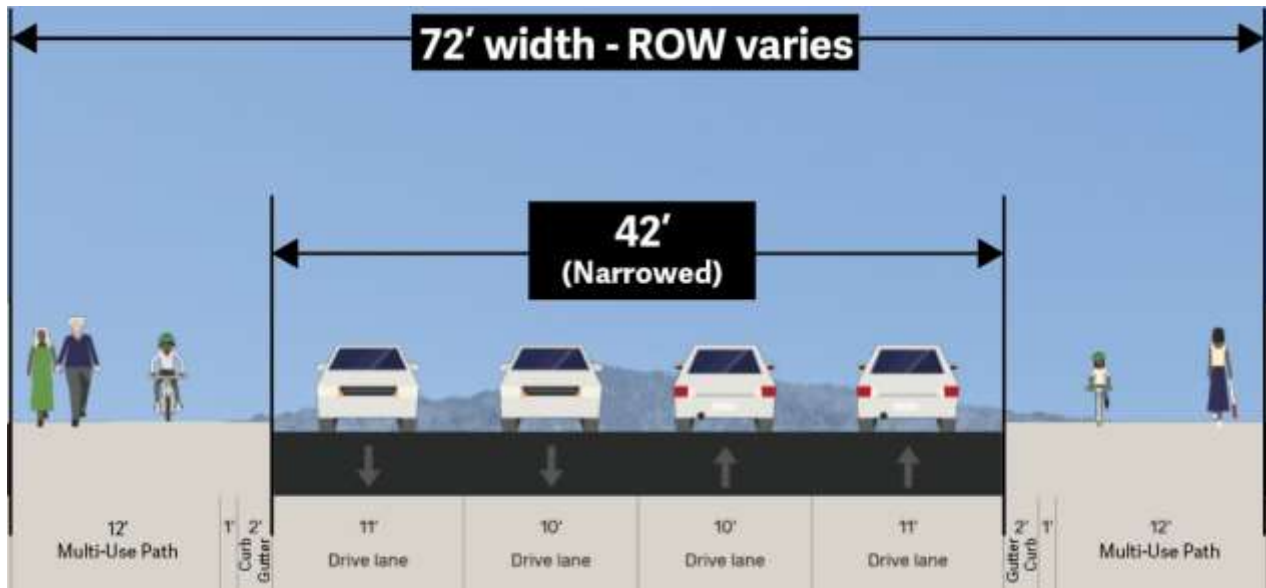 72′ width - ROW varies
42′
(Narrowed)
12′
Multi-Use Path
1′
2′
Curb
Gutter
11′
Drive lane
10′
Drive lane
10′
Drive lane
11′
Drive lane
2′
Gutter
Curb
1′
12′
Multi-Use Path